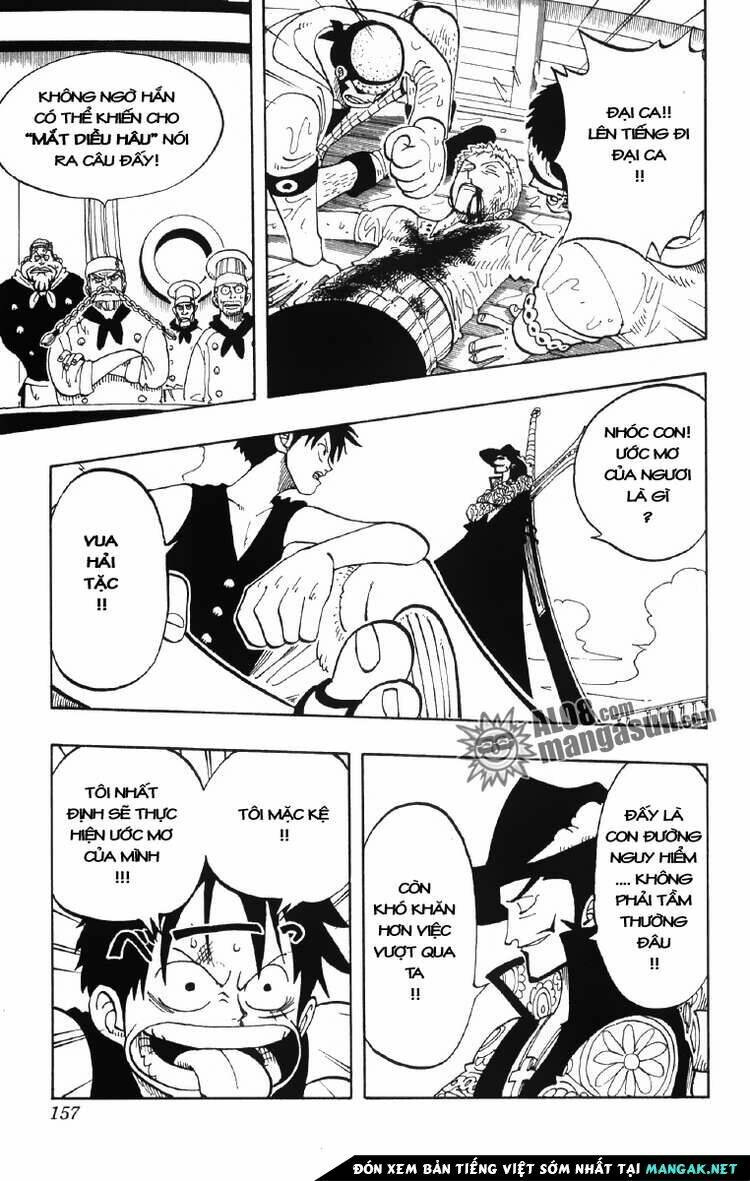 ĐẠI CA!!
LÊN TIẾNG ĐI
ĐẠI CA
!!
KHÔNG NGỜ HẮN
CÓ THỂ KHIẾN CHO
“MẮT DIỀU HÂU” NÓI
RA CÂU ĐẤY!
NHÓC CON!
ƯỚC MƠ
CỦA NGƯƠI
LÀ GÌ
?
VUA
HẢI
TẶC
!!
AL08.com
mangasun.com
ĐẤY LÀ
CON ĐƯỜNG
NGUY HIỂM
.... KHÔNG
PHẢI TẦM
THƯỜNG
ĐÂU
!!
CÒN
KHÓ KHĂN
HƠN VIỆC
VƯỢT QUA
TA
!!
TÔI MẶC KỆ
!!
TÔI NHẤT
ĐỊNH SẼ THỰC
HIỆN ƯỚC MƠ
CỦA MÌNH
!!!
157
ĐÓN XEM BẢN TIẾNG VIỆT SỚM NHẤT TẠI MANGAK.NET